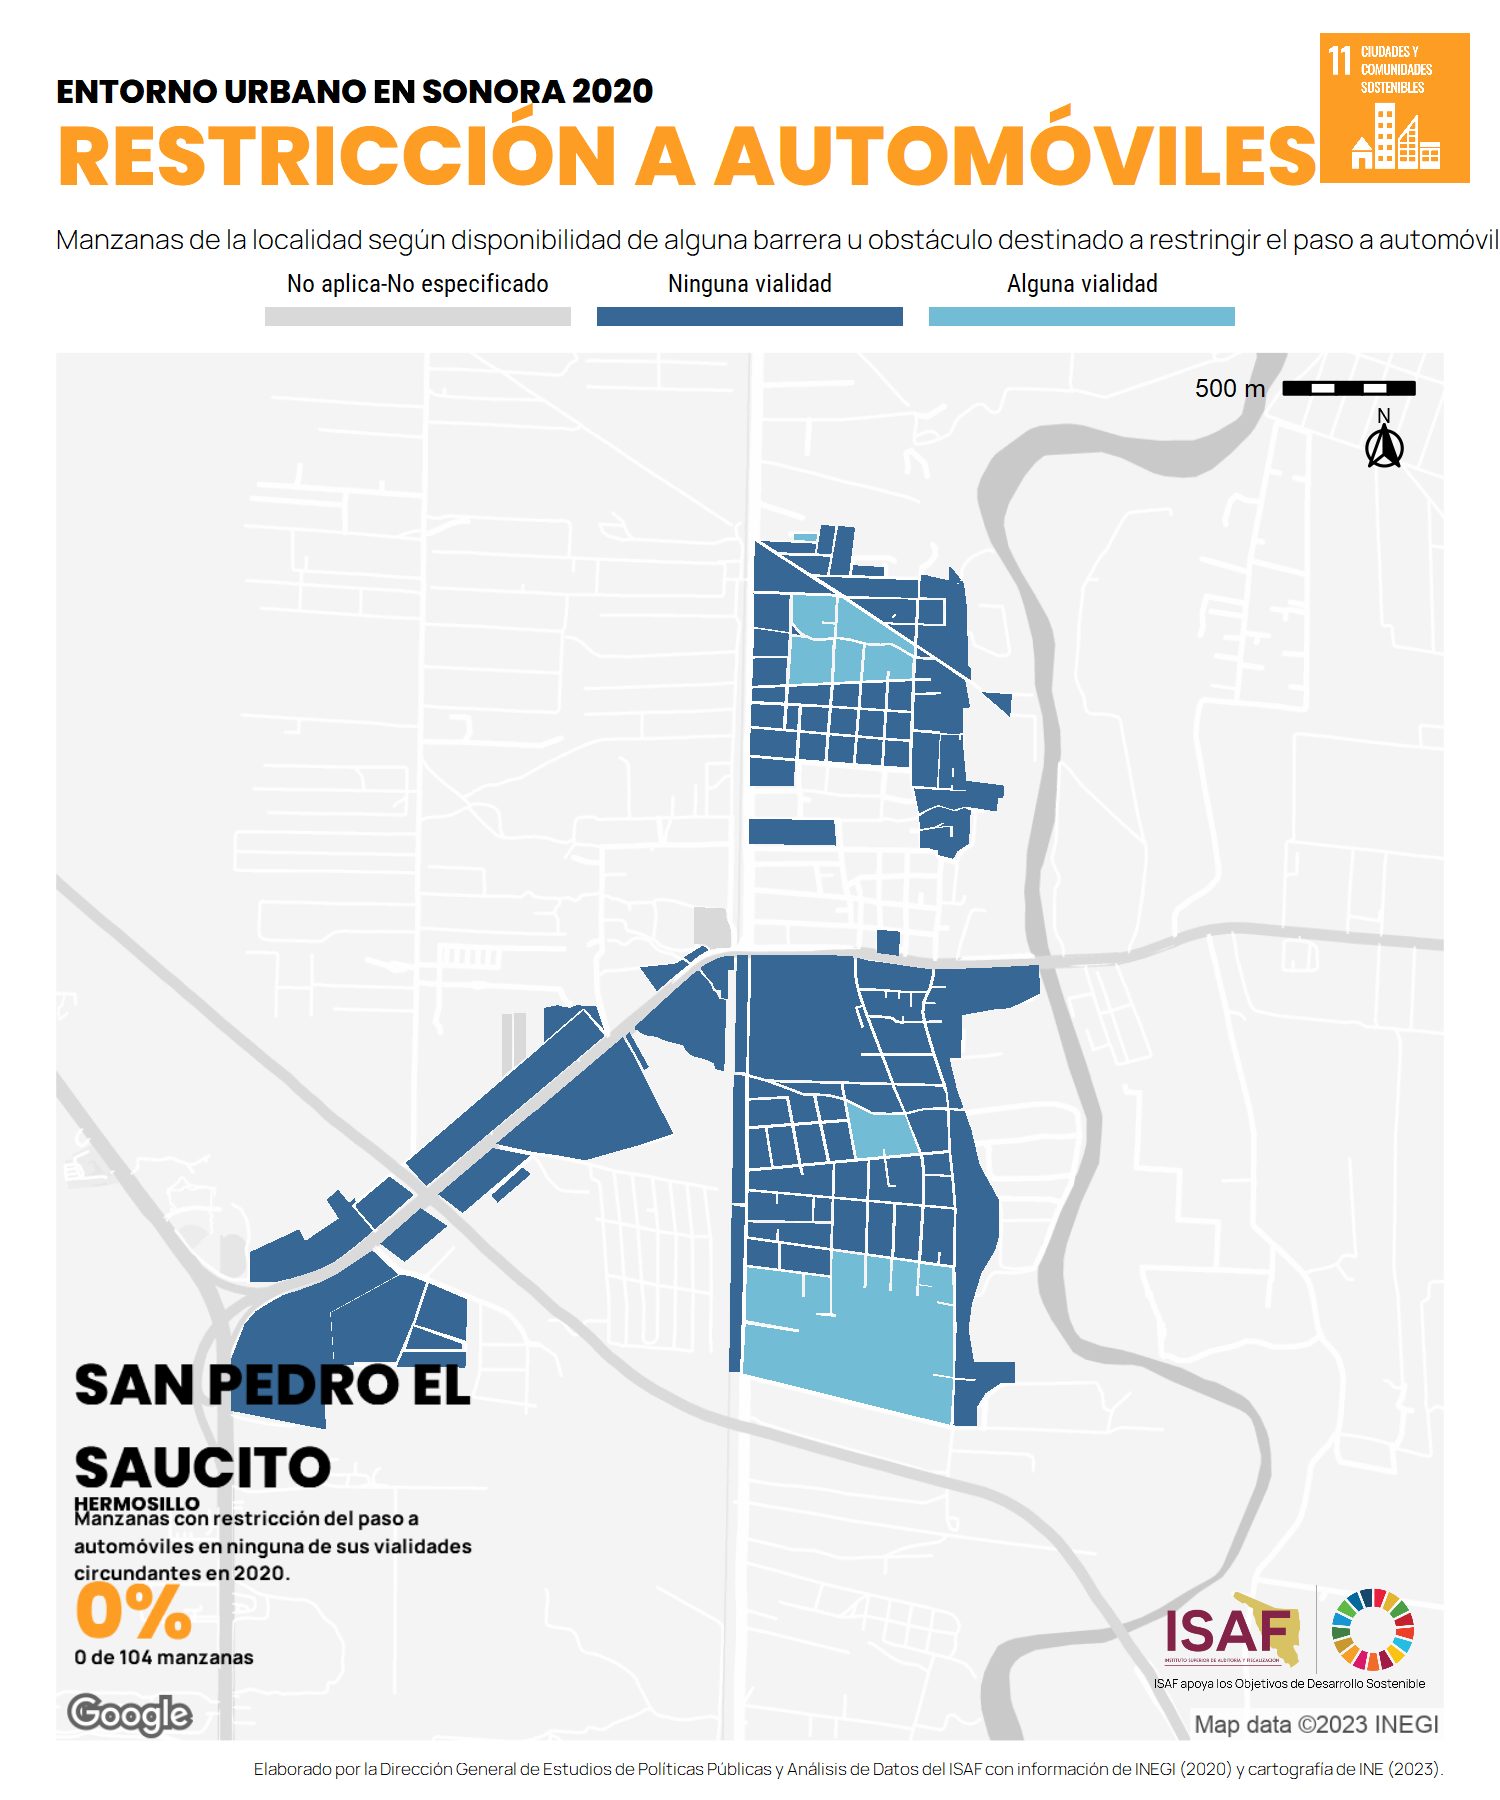 ENTORNO URBANO EN SONORA 2020
RESTRICCIÓN A AUTOMÓVILES
11 CIUDADES Y
COMUNIDADES
SOSTENIBLES
Manzanas de la localidad según disponibilidad de alguna barrera u obstáculo destinado a restringir el paso a automóvil
No aplica-No especificado
Ninguna vialidad
Alguna vialidad
500 m
N
SAN PEDRO EL
SAUCITO
HERMOSILLO
Manzanas con restricción del paso a
automóviles en ninguna de sus vialidades
circundantes en 2020.
0%
0 de 104 manzanas
ISAF
INSTITUTO SUPERIOR DE AUDITORÍA Y FISCALIZACIÓN
ISAF apoya los Objetivos de Desarrollo Sostenible
Google
Map data ©2023 INEGI
Elaborado por la Dirección General de Estudios de Políticas Públicas y Análisis de Datos del ISAF con información de INEGI (2020) y cartografía de INE (2023).